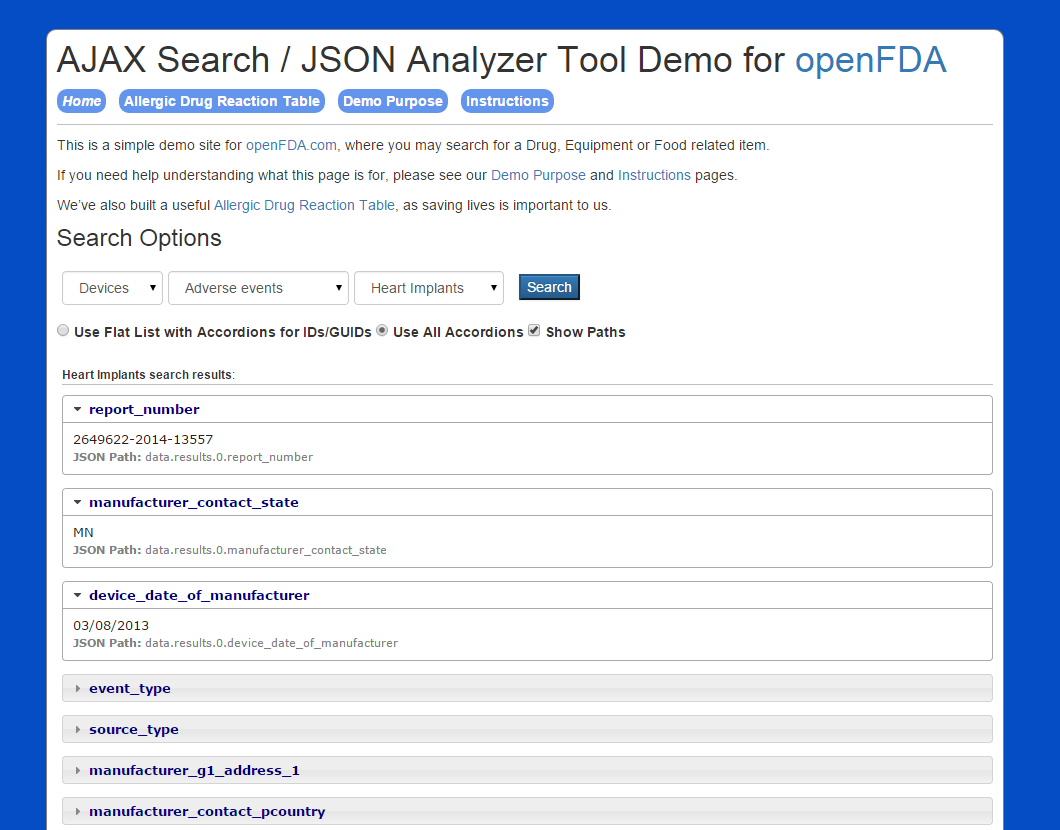 AJAX Search / JSON Analyzer Tool Demo for openFDA
Home Allergic Drug Reaction Table Demo Purpose Instructions
This is a simple demo site for openFDA.com, where you may search for a Drug, Equipment or Food related item.
If you need help understanding what this page is for, please see our Demo Purpose and Instructions pages.
We've also built a useful Allergic Drug Reaction Table, as saving lives is important to us.
Search Options
Devices Adverse events Heart Implants Search
Use Flat List with Accordions for IDs/GUIDs Use All Accordions Show Paths
Heart Implants search results:
report_number
2649622-2014-13557
JSON Path: data.results.0.report_number
manufacturer_contact_state
MN
JSON Path: data.results.0.manufacturer_contact_state
device_date_of_manufacturer
03/08/2013
JSON Path: data.results.0.device_date_of_manufacturer
event_type
source_type
manufacturer_g1_address_1
manufacturer_contact_pcountry